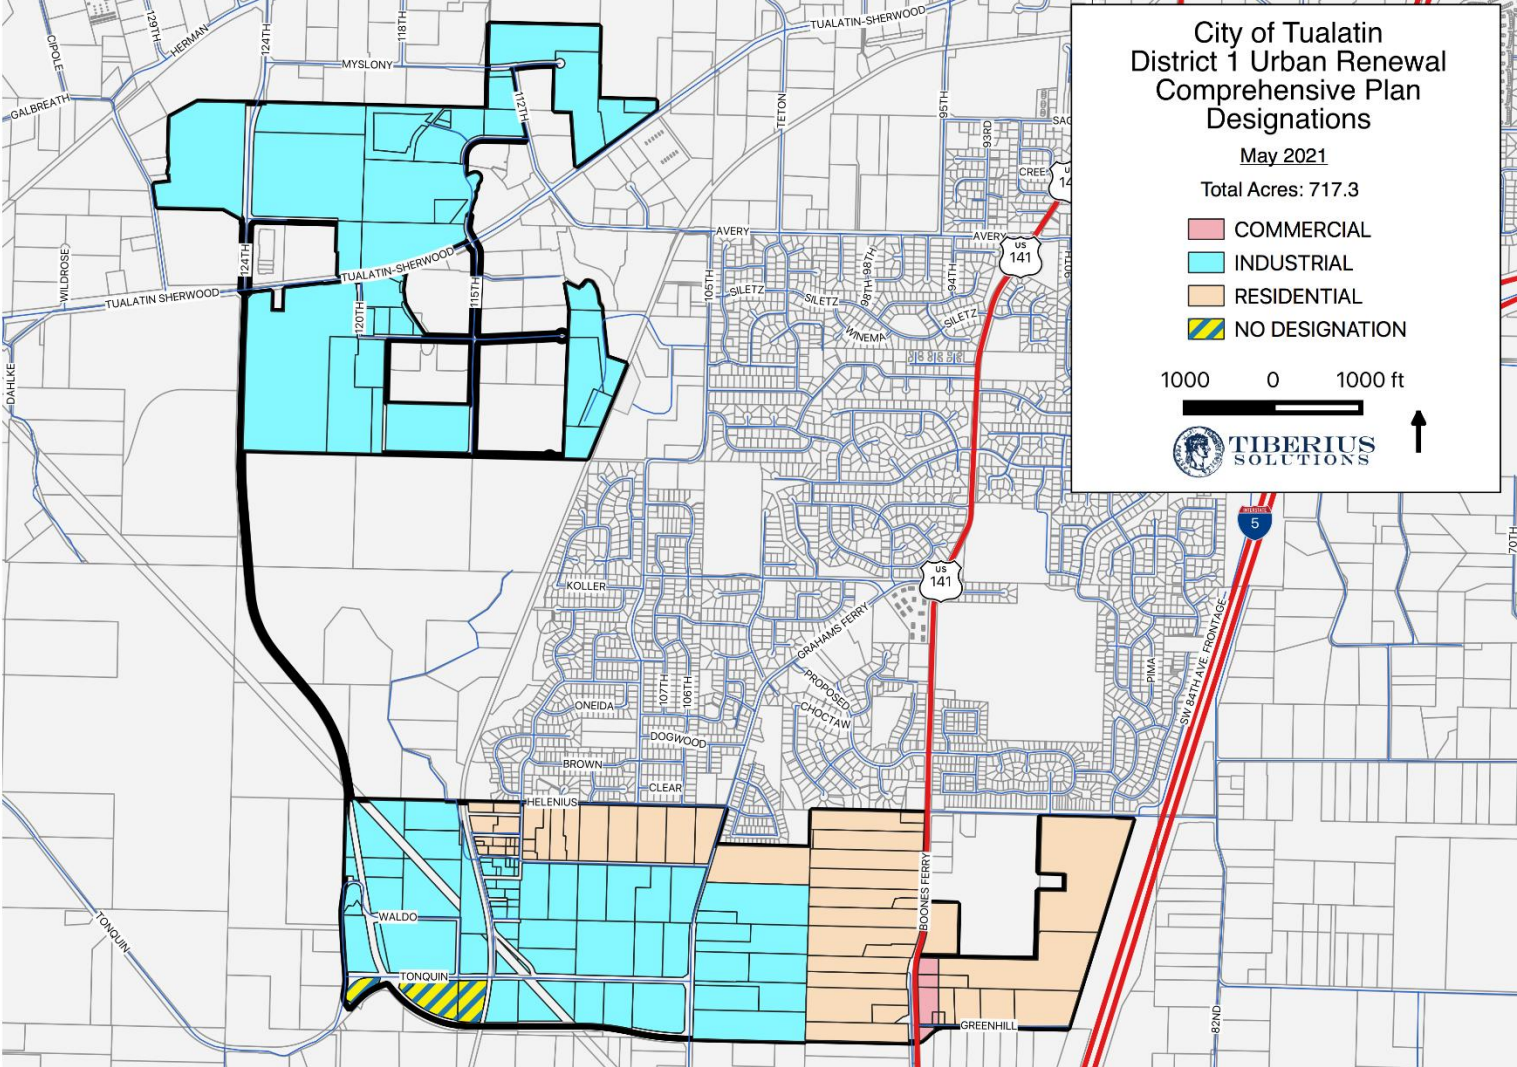 City of Tualatin
District 1 Urban Renewal
Comprehensive Plan
Designations
May 2021
Total Acres: 717.3
COMMERCIAL
INDUSTRIAL
RESIDENTIAL
NO DESIGNATION
1000 0 1000 ft
TIBERIUS
SOLUTIONS
CIPOLE
129TH
HERMAN
124TH
118TH
TUALATIN-SHERWOOD
MYSLONY
GALBREATH
112TH
TETON
95TH
93RD
CREE
AVERY
AVERY
US
141
90TH
WILDROSE
124TH
TUALATIN-SHERWOOD
TUALATIN SHERWOOD
115TH
120TH
105TH
SILETZ
SILETZ
98TH
98TH
94TH
SILETZ
WINEMA
DAHLKE
INTERSTATE
5
70TH
US
141
KOLLER
GRAHAMS FERRY
SW 84TH AVE. FRONTAGE
PIMA
107TH
106TH
PROPOSED
CHOCTAW
ONEIDA
DOGWOOD
BROWN
CLEAR
HELENIUS
BOONES FERRY
WALDO
TONQUIN
TONQUIN
GREENHILL
82ND